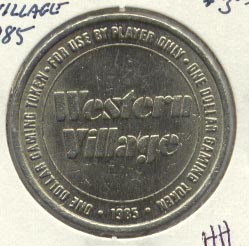 VILLAGE
985
FOR USE BY PLAYER ONLY • ONE DOLLAR GAMING TOKEN • 1985 • ONE DOLLAR GAMING TOKEN •
Western
Village
HH